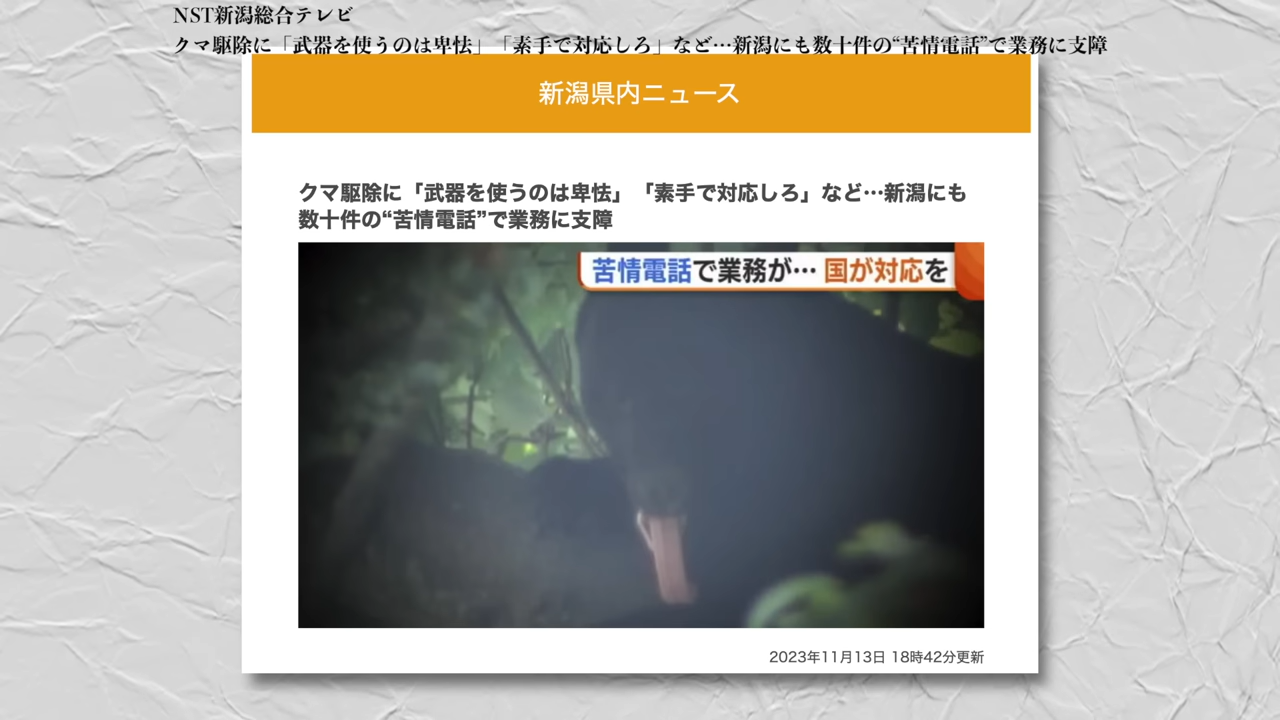 NST新潟総合テレビ
クマ駆除に「武器を使うのは卑怯」「素手で対応しろ」など…新潟にも数十件の“苦情電話”で業務に支障
新潟県内ニュース
クマ駆除に「武器を使うのは卑怯」「素手で対応しろ」など…新潟にも
数十件の“苦情電話”で業務に支障
苦情電話で業務が… 国が対応を
2023年11月13日 18時42分更新